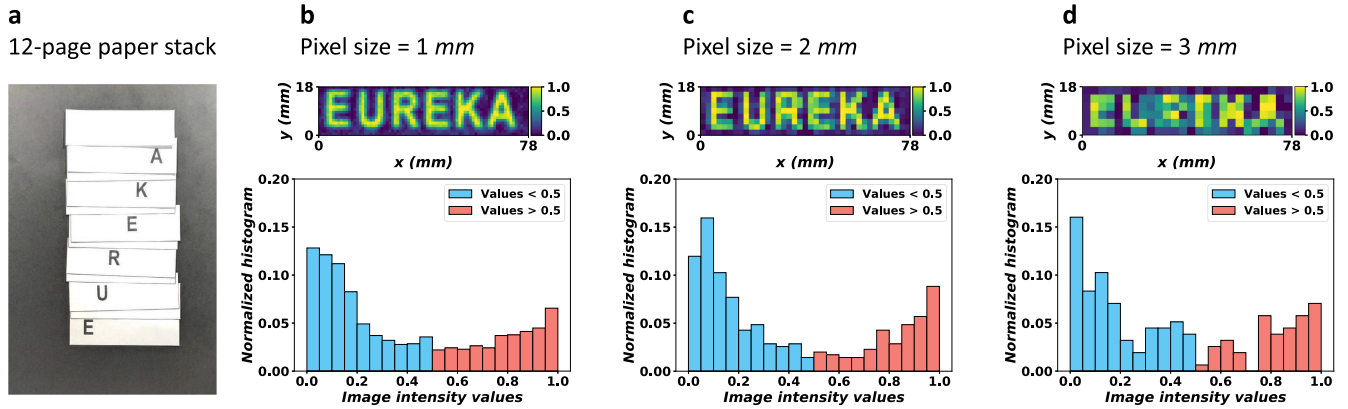 a
12-page paper stack
A
K
E
R
U
E
b
Pixel size = 1 mm
y (mm)
18
0
EUREKA
1.0
0.5
0.0
0
78
x (mm)
Normalized histogram
0.20
0.15
0.10
0.05
0.00
Values < 0.5
Values > 0.5
0.0 0.2 0.4 0.6 0.8 1.0
Image intensity values
c
Pixel size = 2 mm
y (mm)
18
0
EUREKA
1.0
0.5
0.0
0
78
x (mm)
Normalized histogram
0.20
0.15
0.10
0.05
0.00
Values < 0.5
Values > 0.5
0.0 0.2 0.4 0.6 0.8 1.0
Image intensity values
d
Pixel size = 3 mm
y (mm)
18
0
1.0
0.5
0.0
0
78
x (mm)
Normalized histogram
0.20
0.15
0.10
0.05
0.00
Values < 0.5
Values > 0.5
0.0 0.2 0.4 0.6 0.8 1.0
Image intensity values